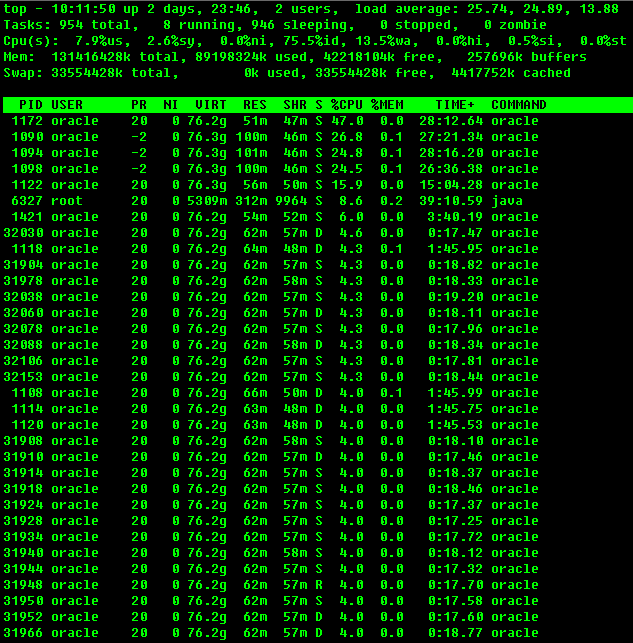 top - 10:11:50 up 2 days, 23:46,  2 users,  load average: 25.74, 24.89, 13.88
Tasks: 954 total,   8 running, 946 sleeping,   0 stopped,   0 zombie
Cpu(s):  7.9%us,  2.6%sy,  0.0%ni, 75.5%id, 13.5%wa,  0.0%hi,  0.5%si,  0.0%st
Mem:  131416428k total, 89198324k used, 42218104k free,   257696k buffers
Swap: 33554428k total,        0k used, 33554428k free,  4417752k cached
PID USER      PR  NI  VIRT  RES  SHR S %CPU %MEM    TIME+  COMMAND
1172 oracle    20   0 76.2g  51m  47m S 47.0  0.0  28:12.64 oracle
1090 oracle    -2   0 76.3g 100m  46m S 26.8  0.1  27:21.34 oracle
1094 oracle    -2   0 76.3g 101m  46m S 24.8  0.1  28:16.20 oracle
1098 oracle    -2   0 76.3g 100m  46m S 24.5  0.1  26:36.38 oracle
1122 oracle    20   0 76.3g  56m  50m S 15.9  0.0  15:04.28 oracle
6327 root      20   0 5309m 312m 9964 S  8.6  0.2  39:10.59 java
1421 oracle    20   0 76.2g  54m  52m S  6.0  0.0   3:40.19 oracle
32030 oracle    20   0 76.2g  62m  57m D  4.6  0.0   0:17.47 oracle
1118 oracle    20   0 76.2g  64m  48m D  4.3  0.1   1:45.95 oracle
31904 oracle    20   0 76.2g  62m  57m S  4.3  0.0   0:18.82 oracle
31978 oracle    20   0 76.2g  62m  58m S  4.3  0.0   0:18.33 oracle
32038 oracle    20   0 76.2g  62m  57m D  4.3  0.0   0:19.20 oracle
32060 oracle    20   0 76.2g  62m  57m D  4.3  0.0   0:18.11 oracle
32078 oracle    20   0 76.2g  62m  57m S  4.3  0.0   0:17.96 oracle
32088 oracle    20   0 76.2g  62m  58m D  4.3  0.0   0:18.34 oracle
32106 oracle    20   0 76.2g  62m  57m S  4.3  0.0   0:17.81 oracle
32153 oracle    20   0 76.2g  62m  57m S  4.3  0.0   0:18.44 oracle
1108 oracle    20   0 76.2g  66m  50m D  4.0  0.1   1:45.99 oracle
1114 oracle    20   0 76.2g  63m  48m D  4.0  0.0   1:45.75 oracle
1120 oracle    20   0 76.2g  63m  48m D  4.0  0.0   1:45.53 oracle
31908 oracle    20   0 76.2g  62m  58m S  4.0  0.0   0:18.10 oracle
31910 oracle    20   0 76.2g  62m  57m D  4.0  0.0   0:17.46 oracle
31914 oracle    20   0 76.2g  62m  57m S  4.0  0.0   0:18.37 oracle
31918 oracle    20   0 76.2g  62m  57m S  4.0  0.0   0:18.46 oracle
31924 oracle    20   0 76.2g  62m  57m S  4.0  0.0   0:17.37 oracle
31928 oracle    20   0 76.2g  62m  57m S  4.0  0.0   0:17.25 oracle
31934 oracle    20   0 76.2g  62m  57m S  4.0  0.0   0:17.72 oracle
31940 oracle    20   0 76.2g  62m  58m S  4.0  0.0   0:18.12 oracle
31944 oracle    20   0 76.2g  62m  57m S  4.0  0.0   0:17.32 oracle
31948 oracle    20   0 76.2g  62m  57m R  4.0  0.0   0:17.70 oracle
31950 oracle    20   0 76.2g  62m  57m S  4.0  0.0   0:17.58 oracle
31952 oracle    20   0 76.2g  62m  57m D  4.0  0.0   0:17.60 oracle
31966 oracle    20   0 76.2g  62m  57m D  4.0  0.0   0:18.77 oracle